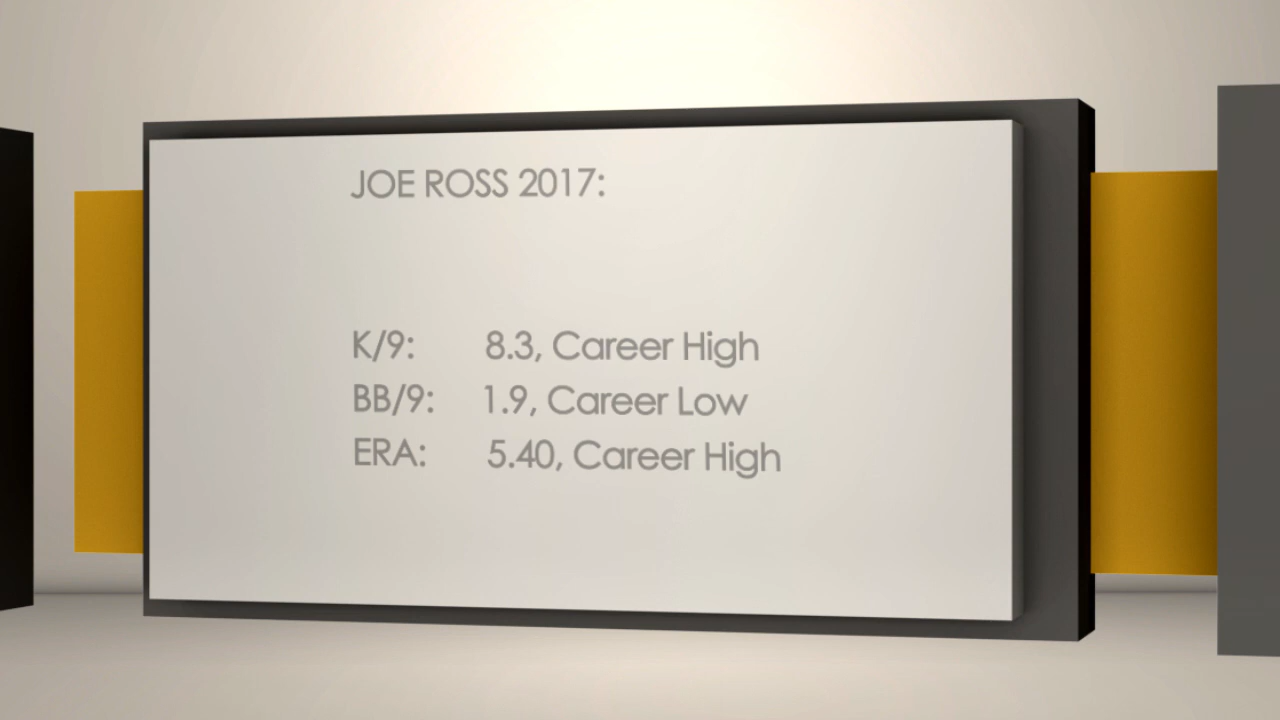 JOE ROSS 2017:
K/9: 8.3, Career High
BB/9: 1.9, Career Low
ERA: 5.40, Career High